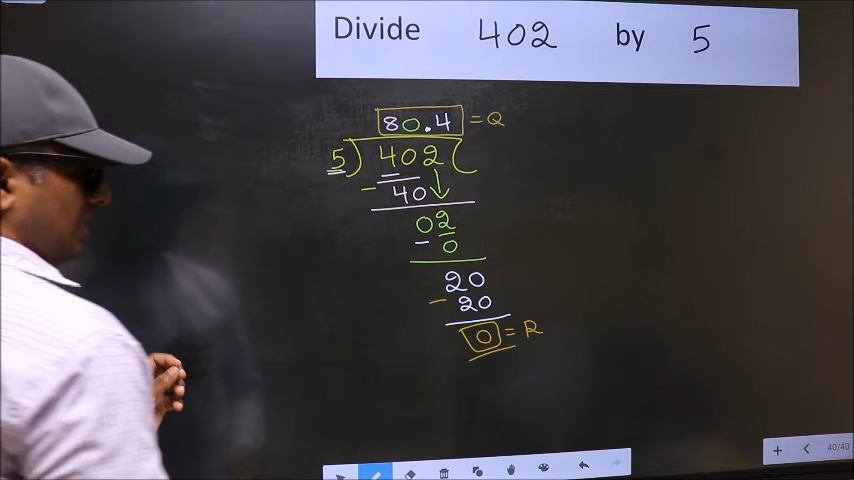 Divide 402 by 5
80.4 = Q
5 ) 402 (
- 40
02
- 0
20
- 20
0 = R
+ < 40/40